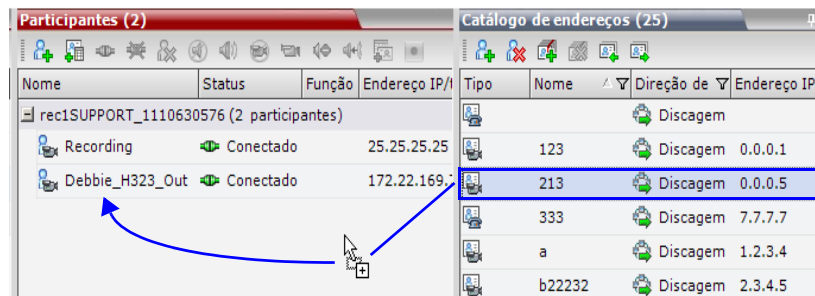 Participantes (2)
Nome Status Função Endereço IP/
rec1SUPPORT_1110630576 (2 participantes)
Recording Conectado 25.25.25.25
Debbie_H323_Out Conectado 172.22.169.
Catálogo de endereços (25)
Tipo Nome Direção de Endereço IP
Discagem
123 Discagem 0.0.0.1
213 Discagem 0.0.0.5
333 Discagem 7.7.7.7
a Discagem 1.2.3.4
b22232 Discagem 2.3.4.5